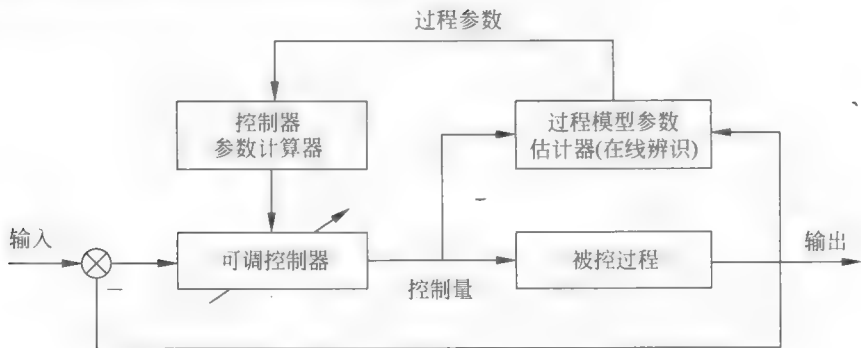 过程参数
控制器
参数计算器
过程模型参数
估计器(在线辨识)
输入
可调控制器
控制量
被控过程
输出